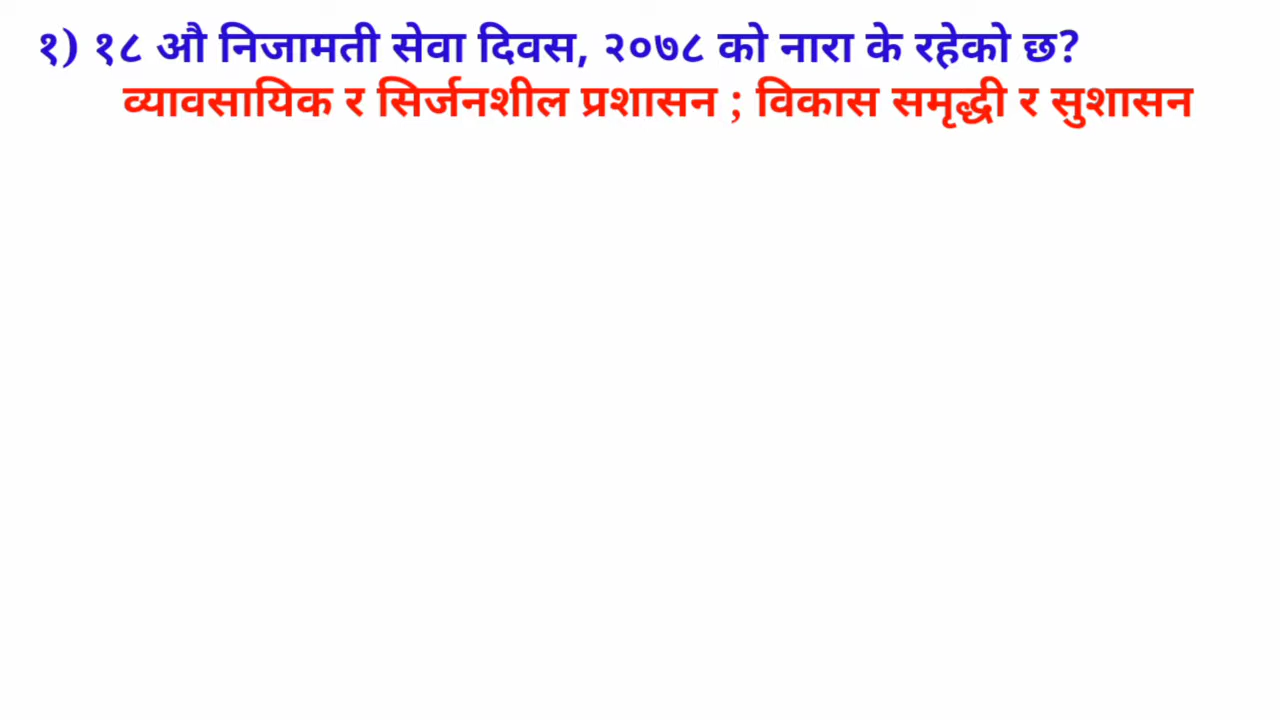 १) १८ औ निजामती सेवा दिवस, २०७८ को नारा के रहेको छ?
व्यावसायिक र सिर्जनशील प्रशासन ; विकास समृद्धी र सुशासन